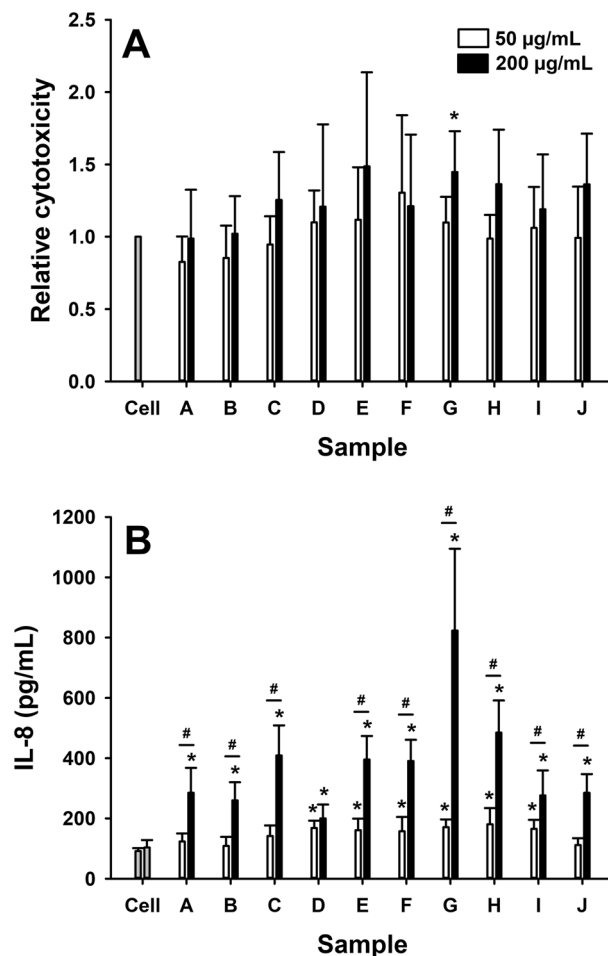 A
50 µg/mL
200 µg/mL
Relative cytotoxicity
2.5
2.0
1.5
1.0
0.5
0.0
*
Cell A B C D E F G H I J
Sample
B
IL-8 (pg/mL)
1200
1000
800
600
400
200
0
# # # # # # # # #
* * * * * * * * * * * * * * * *
Cell A B C D E F G H I J
Sample